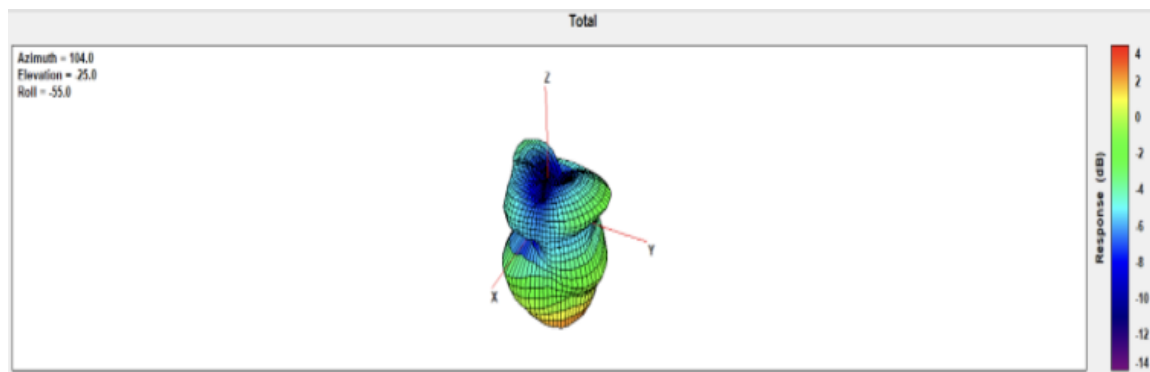 Total
Azimuth = 104.0
Elevation = -25.0
Roll = -55.0
Z
Y
X
4
2
0
-2
-4
-6
-8
-10
-12
-14
Response (dB)